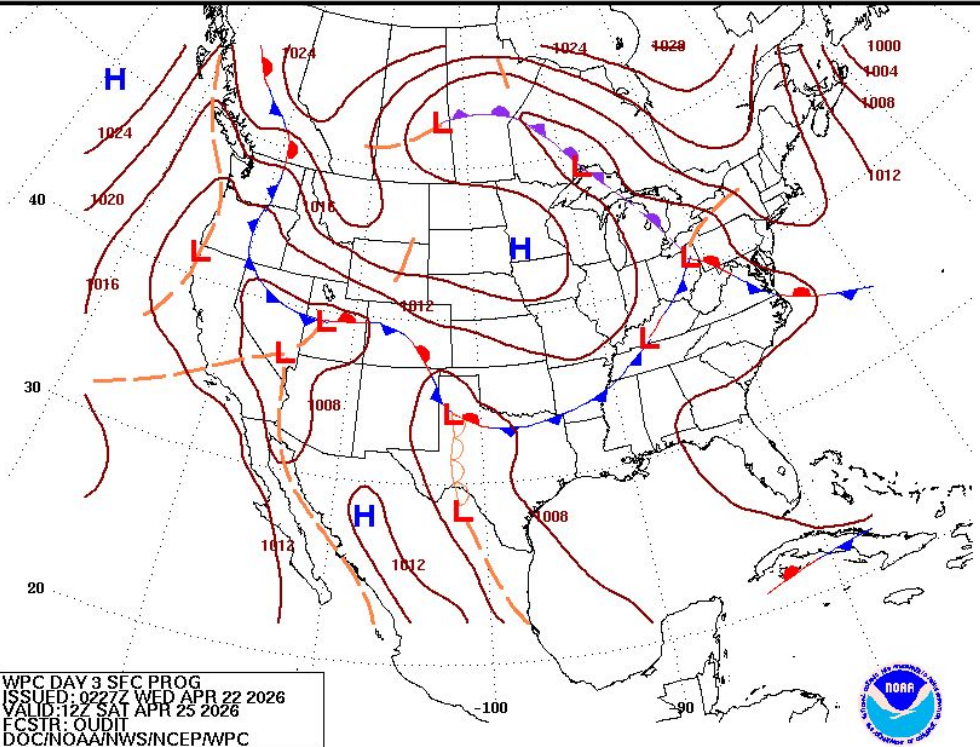 1024
1024
1028
1000
1004
H
1008
1024
L
L
1012
40
1020
1016
H
L
L
1016
1012
L
L
L
30
1008
L
H
L
1008
1012
1012
20
WPC DAY 3 SFC PROG
ISSUED: 0227Z WED APR 22 2026
VALID:12Z SAT APR 25 2026
FCSTR: OUDIT
DOC/NOAA/NWS/NCEP/WPC
-100
-90
NOAA